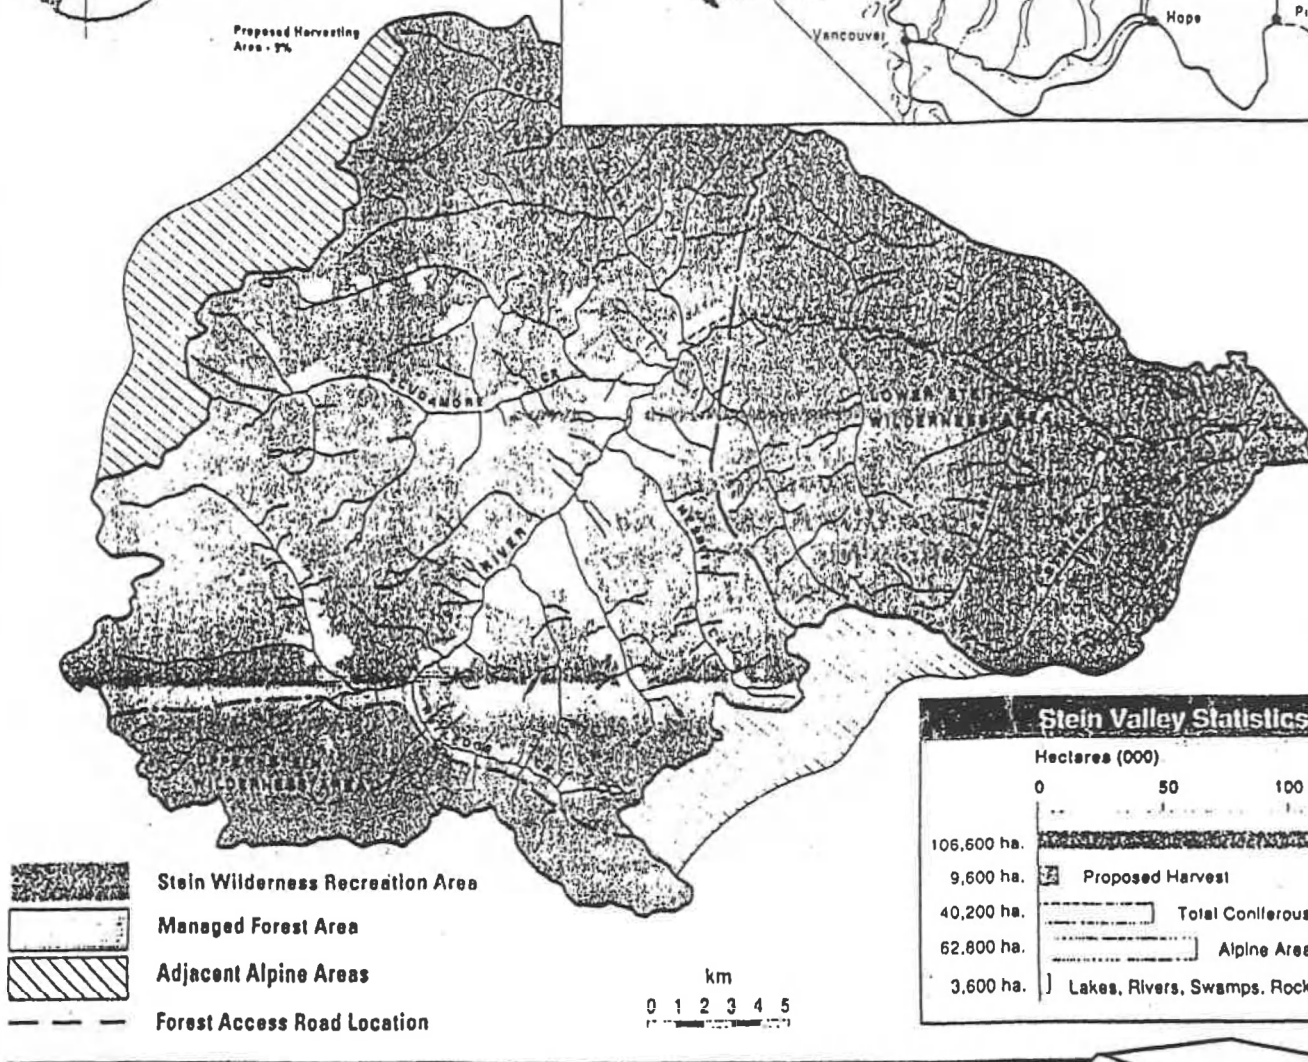 Proposed Harvesting
Area - 9%
Vancouver
Hope
CR
LOWER STEIN
WILDERNESS AREA
RIVER
UPPER STEIN
WILDERNESS AREA
Stein Wilderness Recreation Area
Managed Forest Area
Adjacent Alpine Areas
Forest Access Road Location
km
0 1 2 3 4 5
Stein Valley Statistics
Hectares (000)
0 50 100
106,600 ha.
9,600 ha. Proposed Harvest
40,200 ha. Total Coniferous
62,800 ha. Alpine Area
3,600 ha. Lakes, Rivers, Swamps, Rock